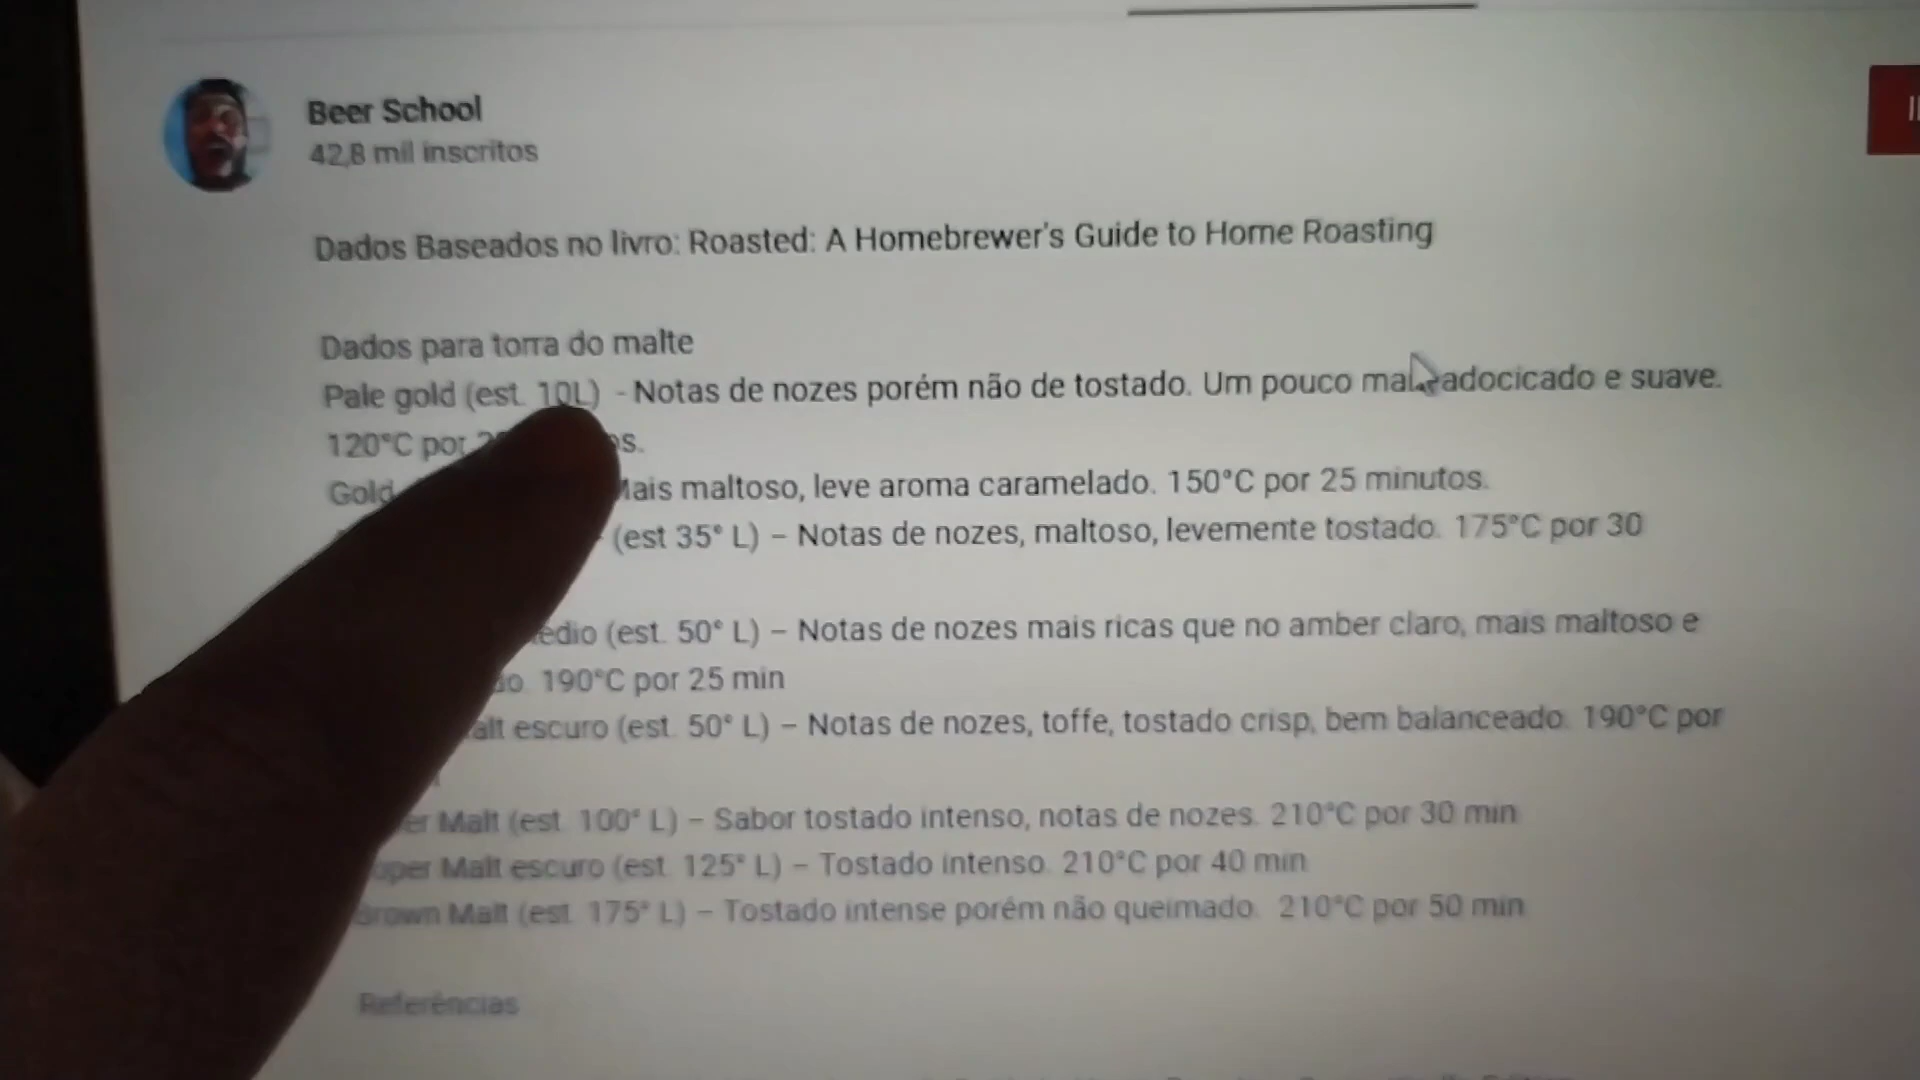 Beer School
42,8 mil inscritos
Dados Baseados no livro: Roasted: A Homebrewer's Guide to Home Roasting
Dados para torra do malte
Pale gold (est. 10L) - Notas de nozes porém não de tostado. Um pouco adocicado e suave.
120°C por
Gold maltoso, leve aroma caramelado. 150°C por 25 minutos.
(est 35° L) – Notas de nozes, maltoso, levemente tostado. 175°C por 30
(est. 50° L) – Notas de nozes mais ricas que no amber claro, mais maltoso e
190°C por 25 min
escuro (est. 50° L) – Notas de nozes, toffe, tostado crisp, bem balanceado. 190°C por
Malt (est. 100° L) – Sabor tostado intenso, notas de nozes. 210°C por 30 min
Malt escuro (est. 125° L) – Tostado intenso. 210°C por 40 min
Brown Malt (est. 175° L) – Tostado intense porém não queimado. 210°C por 50 min
Referências